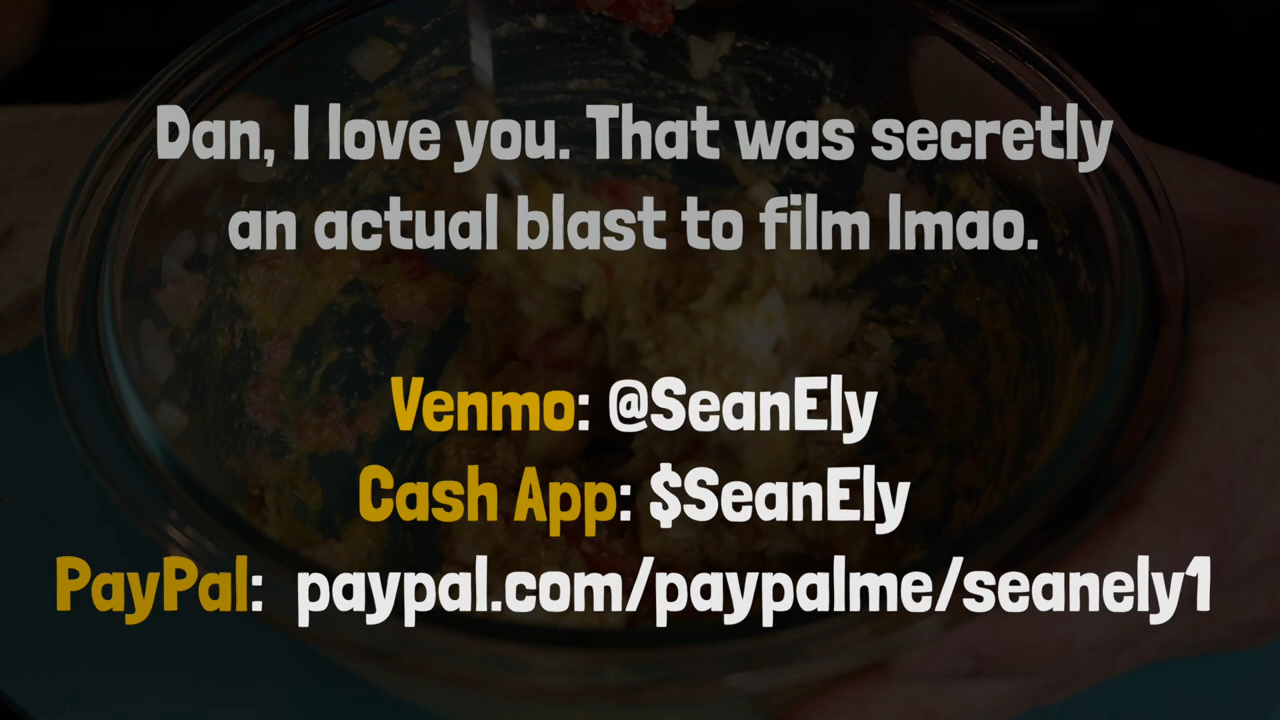 Dan, I love you. That was secretly
an actual blast to film lmao.
Venmo: @SeanEly
Cash App: $SeanEly
PayPal: paypal.com/paypalme/seanely1